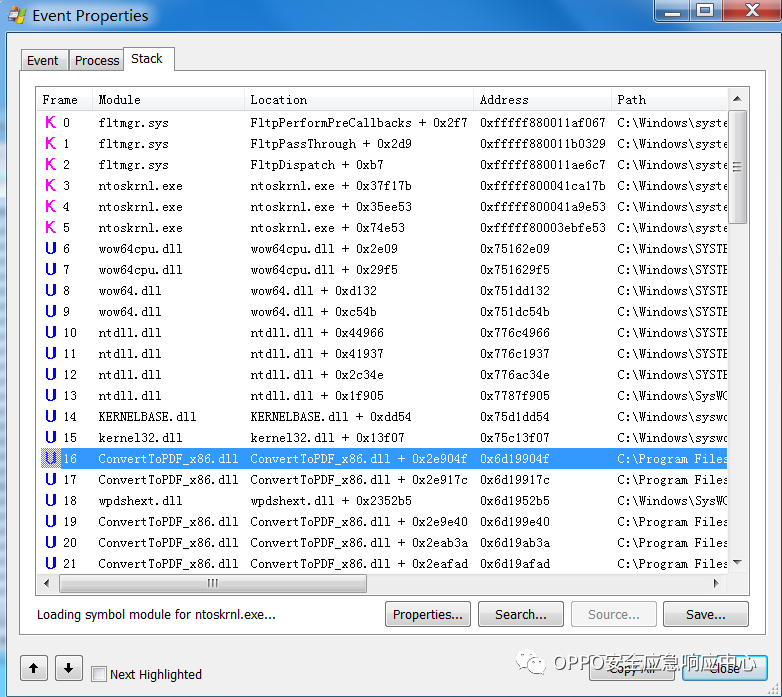 Event Properties
Event Process Stack
Frame Module Location Address Path
K 0 fltmgr.sys FltpPerformPreCallbacks + 0x2f7 0xfffff880011af067 C:\Windows\syste
K 1 fltmgr.sys FltpPassThrough + 0x2d9 0xfffff880011b0329 C:\Windows\syste
K 2 fltmgr.sys FltpDispatch + 0xb7 0xfffff880011ae6c7 C:\Windows\syste
K 3 ntoskrnl.exe ntoskrnl.exe + 0x37f17b 0xfffff800041ca17b C:\Windows\syste
K 4 ntoskrnl.exe ntoskrnl.exe + 0x35ee53 0xfffff800041a9e53 C:\Windows\syste
K 5 ntoskrnl.exe ntoskrnl.exe + 0x74e53 0xfffff80003ebfe53 C:\Windows\syste
U 6 wow64cpu.dll wow64cpu.dll + 0x2e09 0x75162e09 C:\Windows\SYSTE
U 7 wow64cpu.dll wow64cpu.dll + 0x29f5 0x751629f5 C:\Windows\SYSTE
U 8 wow64.dll wow64.dll + 0xd132 0x751dd132 C:\Windows\SYSTE
U 9 wow64.dll wow64.dll + 0xc54b 0x751dc54b C:\Windows\SYSTE
U 10 ntdll.dll ntdll.dll + 0x44966 0x776c4966 C:\Windows\SYSTE
U 11 ntdll.dll ntdll.dll + 0x41937 0x776c1937 C:\Windows\SYSTE
U 12 ntdll.dll ntdll.dll + 0x2c34e 0x776ac34e C:\Windows\SYSTE
U 13 ntdll.dll ntdll.dll + 0x1f905 0x7787f905 C:\Windows\SysWO
U 14 KERNELBASE.dll KERNELBASE.dll + 0xdd54 0x75d1dd54 C:\Windows\syswo
U 15 kernel32.dll kernel32.dll + 0x13f07 0x75c13f07 C:\Windows\syswo
U 16 ConvertToPDF_x86.dll ConvertToPDF_x86.dll + 0x2e904f 0x6d19904f C:\Program Files
U 17 ConvertToPDF_x86.dll ConvertToPDF_x86.dll + 0x2e917c 0x6d19917c C:\Program Files
U 18 wpdshext.dll wpdshext.dll + 0x2352b5 0x6d1952b5 C:\Windows\SysWO
U 19 ConvertToPDF_x86.dll ConvertToPDF_x86.dll + 0x2e9e40 0x6d199e40 C:\Program Files
U 20 ConvertToPDF_x86.dll ConvertToPDF_x86.dll + 0x2eab3a 0x6d19ab3a C:\Program Files
U 21 ConvertToPDF_x86.dll ConvertToPDF_x86.dll + 0x2eafad 0x6d19afad C:\Program Files
Loading symbol module for ntoskrnl.exe... Properties... Search... Source... Save...
Next Highlighted Copy All Close
OPPO安全应急响应中心